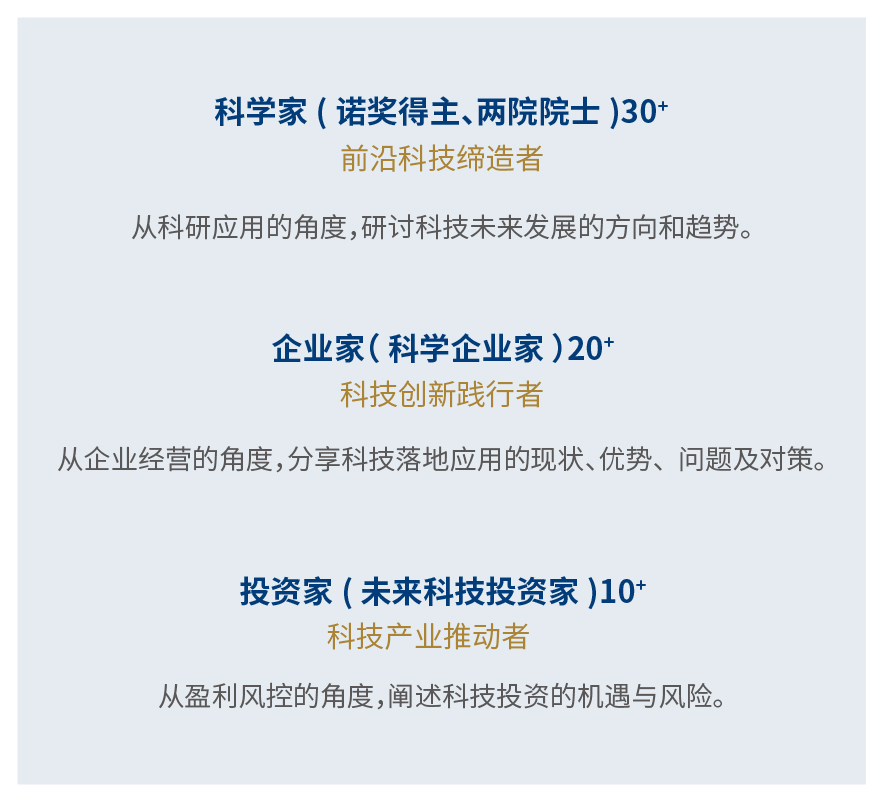 科学家 ( 诺奖得主、两院院士 )30+
前沿科技缔造者
从科研应用的角度，研讨科技未来发展的方向和趋势。
企业家（ 科学企业家 ）20+
科技创新践行者
从企业经营的角度，分享科技落地应用的现状、优势、问题及对策。
投资家 ( 未来科技投资家 )10+
科技产业推动者
从盈利风控的角度，阐述科技投资的机遇与风险。